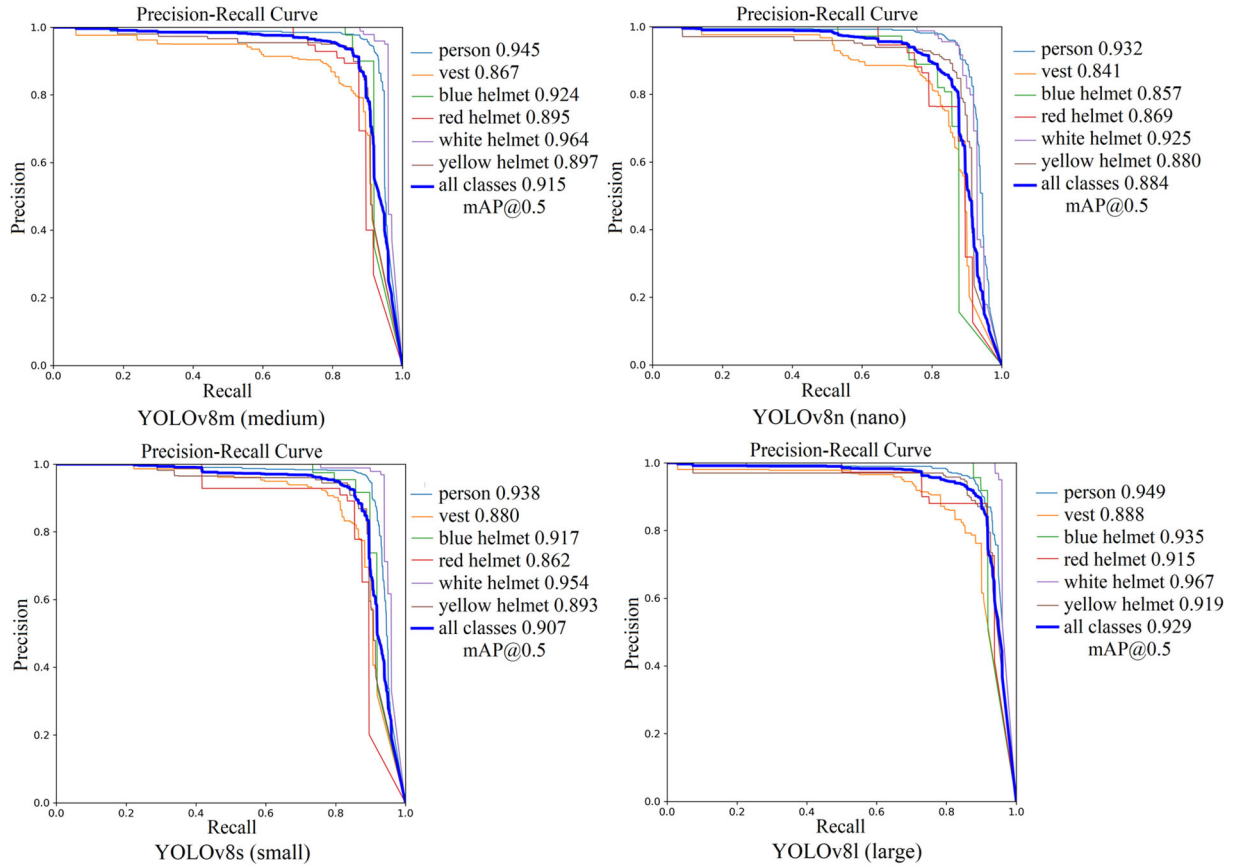 Precision-Recall Curve
1.0
0.8
0.6
0.4
0.2
0.0
Precision
0.0 0.2 0.4 0.6 0.8 1.0
Recall
person 0.945
vest 0.867
blue helmet 0.924
red helmet 0.895
white helmet 0.964
yellow helmet 0.897
all classes 0.915
mAP@0.5
YOLOv8m (medium)
Precision-Recall Curve
1.0
0.8
0.6
0.4
0.2
0.0
Precision
0.0 0.2 0.4 0.6 0.8 1.0
Recall
person 0.932
vest 0.841
blue helmet 0.857
red helmet 0.869
white helmet 0.925
yellow helmet 0.880
all classes 0.884
mAP@0.5
YOLOv8n (nano)
Precision-Recall Curve
1.0
0.8
0.6
0.4
0.2
0.0
Precision
0.0 0.2 0.4 0.6 0.8 1.0
Recall
person 0.938
vest 0.880
blue helmet 0.917
red helmet 0.862
white helmet 0.954
yellow helmet 0.893
all classes 0.907
mAP@0.5
YOLOv8s (small)
Precision-Recall Curve
1.0
0.8
0.6
0.4
0.2
0.0
Precision
0.0 0.2 0.4 0.6 0.8 1.0
Recall
person 0.949
vest 0.888
blue helmet 0.935
red helmet 0.915
white helmet 0.967
yellow helmet 0.919
all classes 0.929
mAP@0.5
YOLOv8l (large)